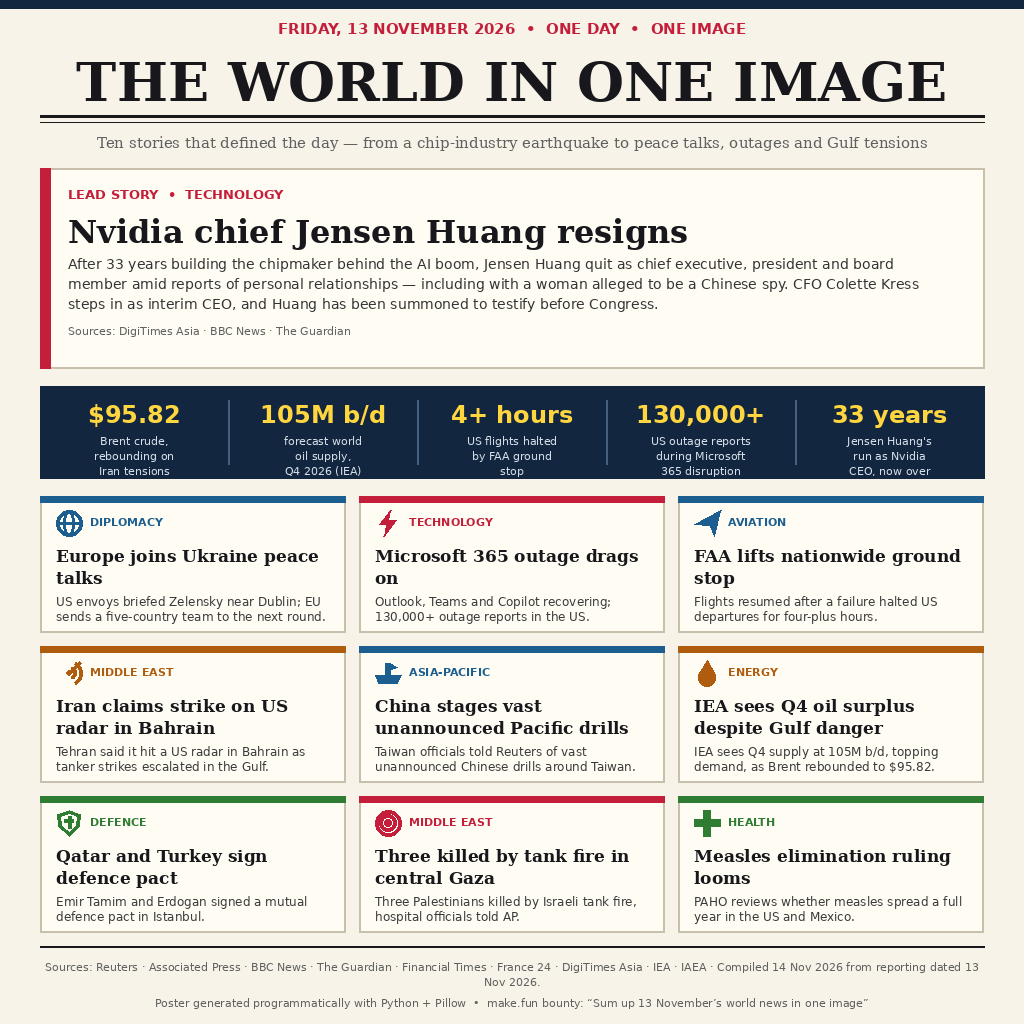 FRIDAY, 13 NOVEMBER 2026 • ONE DAY • ONE IMAGE
THE WORLD IN ONE IMAGE
Ten stories that defined the day — from a chip-industry earthquake to peace talks, outages and Gulf tensions
LEAD STORY • TECHNOLOGY
Nvidia chief Jensen Huang resigns
After 33 years building the chipmaker behind the AI boom, Jensen Huang quit as chief executive, president and board
member amid reports of personal relationships — including with a woman alleged to be a Chinese spy. CFO Colette Kress
steps in as interim CEO, and Huang has been summoned to testify before Congress.
Sources: DigiTimes Asia · BBC News · The Guardian
$95.82
Brent crude,
rebounding on
Iran tensions
105M b/d
forecast world
oil supply,
Q4 2026 (IEA)
4+ hours
US flights halted
by FAA ground
stop
130,000+
US outage reports
during Microsoft
365 disruption
33 years
Jensen Huang's
run as Nvidia
CEO, now over
DIPLOMACY
Europe joins Ukraine peace
talks
US envoys briefed Zelensky near Dublin; EU
sends a five-country team to the next round.
TECHNOLOGY
Microsoft 365 outage drags
on
Outlook, Teams and Copilot recovering;
130,000+ outage reports in the US.
AVIATION
FAA lifts nationwide ground
stop
Flights resumed after a failure halted US
departures for four-plus hours.
MIDDLE EAST
Iran claims strike on US
radar in Bahrain
Tehran said it hit a US radar in Bahrain as
tanker strikes escalated in the Gulf.
ASIA-PACIFIC
China stages vast
unannounced Pacific drills
Taiwan officials told Reuters of vast
unannounced Chinese drills around Taiwan.
ENERGY
IEA sees Q4 oil surplus
despite Gulf danger
IEA sees Q4 supply at 105M b/d, topping
demand, as Brent rebounded to $95.82.
DEFENCE
Qatar and Turkey sign
defence pact
Emir Tamim and Erdogan signed a mutual
defence pact in Istanbul.
MIDDLE EAST
Three killed by tank fire in
central Gaza
Three Palestinians killed by Israeli tank fire,
hospital officials told AP.
HEALTH
Measles elimination ruling
looms
PAHO reviews whether measles spread a full
year in the US and Mexico.
Sources: Reuters · Associated Press · BBC News · The Guardian · Financial Times · France 24 · DigiTimes Asia · IEA · IAEA · Compiled 14 Nov 2026 from reporting dated 13
Nov 2026.
Poster generated programmatically with Python + Pillow • make.fun bounty: “Sum up 13 November’s world news in one image”